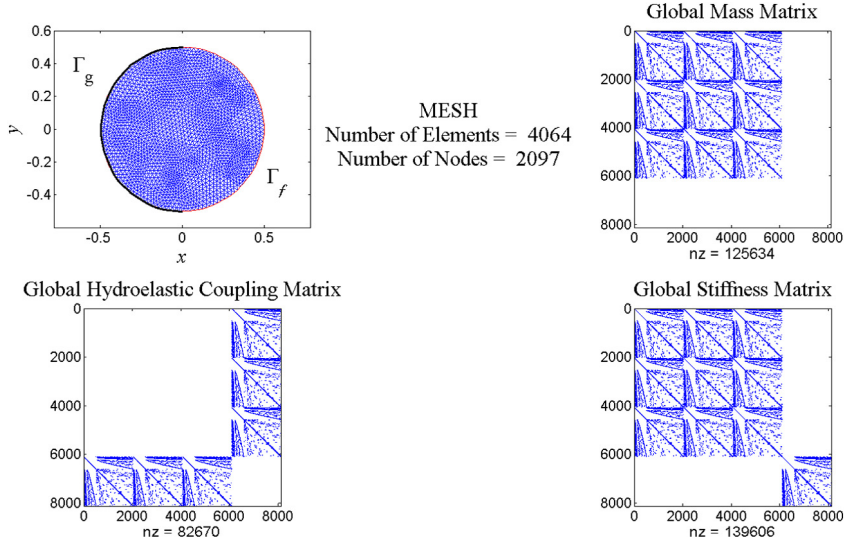 0.6
0.4
0.2
0
-0.2
-0.4
y
Γg
Γf
-0.5 0 0.5
x
MESH
Number of Elements = 4064
Number of Nodes = 2097
Global Mass Matrix
0
2000
4000
6000
8000
0 2000 4000 6000 8000
nz = 125634
Global Hydroelastic Coupling Matrix
0
2000
4000
6000
8000
0 2000 4000 6000 8000
nz = 82670
Global Stiffness Matrix
0
2000
4000
6000
8000
0 2000 4000 6000 8000
nz = 139606